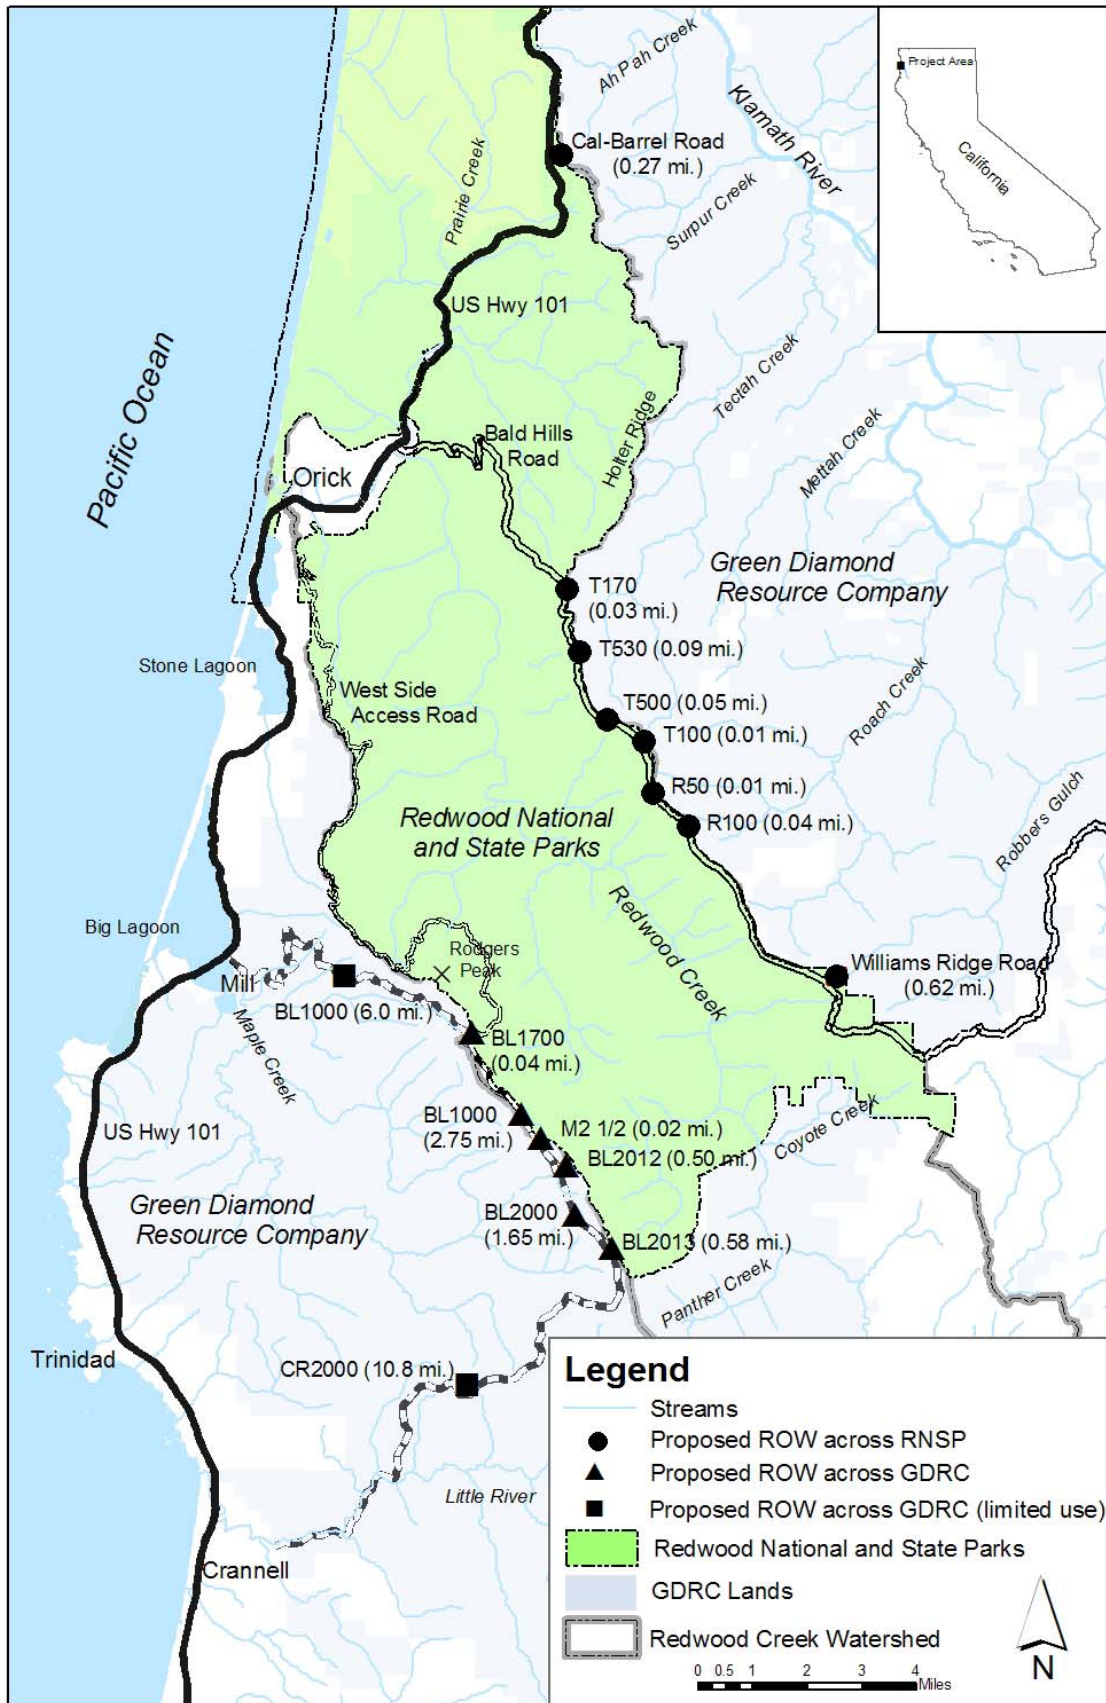 Ah Pah Creek
Klamath River
Project Area
California
Cal-Barrel Road
(0.27 mi.)
Prairie Creek
Surpur Creek
US Hwy 101
Pacific Ocean
Tectah Creek
Holter Ridge
Bald Hills
Road
Mettah Creek
Orick
Green Diamond
Resource Company
T170
(0.03 mi.)
T530 (0.09 mi.)
Stone Lagoon
West Side
Access Road
T500 (0.05 mi.)
T100 (0.01 mi.)
Roach Creek
R50 (0.01 mi.)
R100 (0.04 mi.)
Redwood National
and State Parks
Robbers Gulch
Redwood Creek
Big Lagoon
Rodgers
Peak
Williams Ridge Road
(0.62 mi.)
Mill
BL1000 (6.0 mi.)
Maple Creek
BL1700
(0.04 mi.)
BL1000
(2.75 mi.)
M2 1/2 (0.02 mi.)
Coyote Creek
US Hwy 101
BL2012 (0.50 mi.)
Green Diamond
Resource Company
BL2000
(1.65 mi.)
BL2013 (0.58 mi.)
Panther Creek
Trinidad
CR2000 (10.8 mi.)
Little River
Crannell
Legend
Streams
Proposed ROW across RNSP
Proposed ROW across GDRC
Proposed ROW across GDRC (limited use)
Redwood National and State Parks
GDRC Lands
Redwood Creek Watershed
N
0 0.5 1 2 3 4
Miles